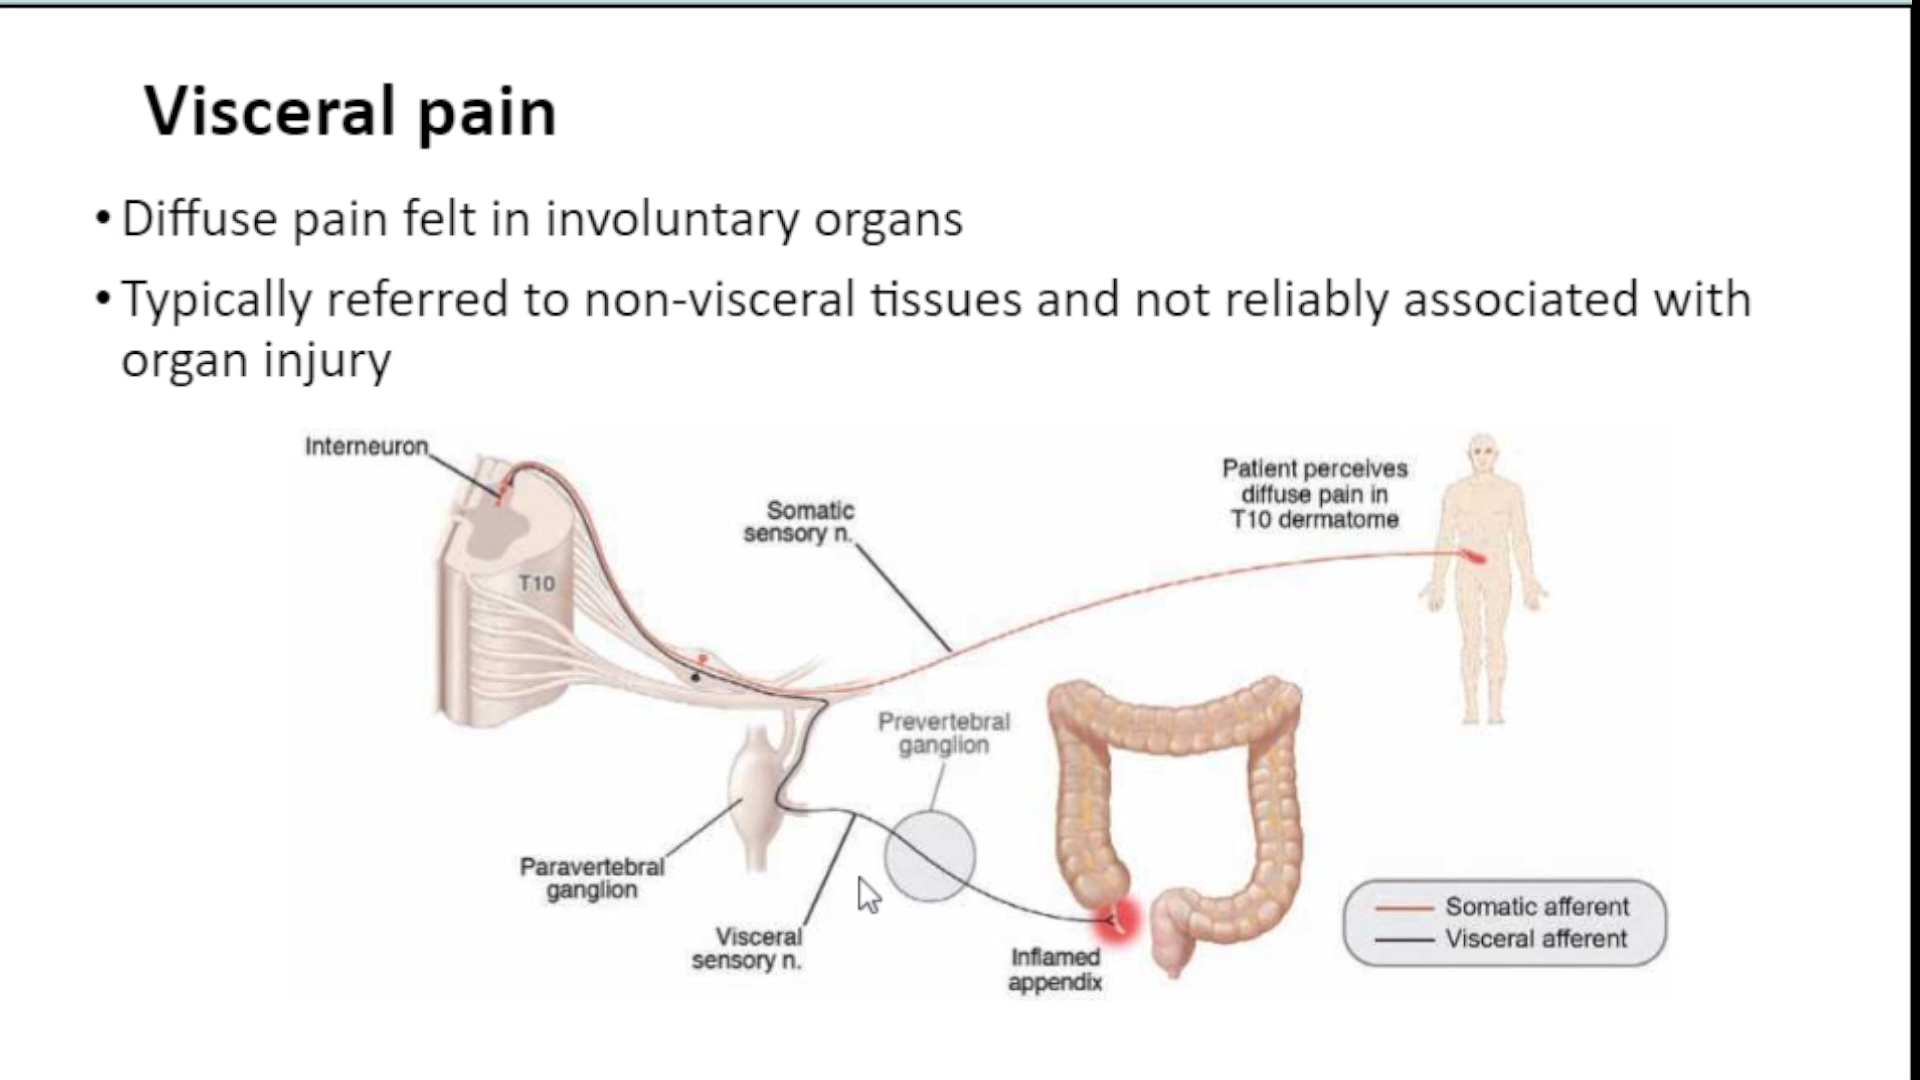 Visceral pain
• Diffuse pain felt in involuntary organs
• Typically referred to non-visceral tissues and not reliably associated with
organ injury
Interneuron
Patient perceives
diffuse pain in
T10 dermatome
Somatic
sensory n.
T10
Prevertebral
ganglion
Paravertebral
ganglion
Visceral
sensory n.
Inflamed
appendix
Somatic afferent
Visceral afferent